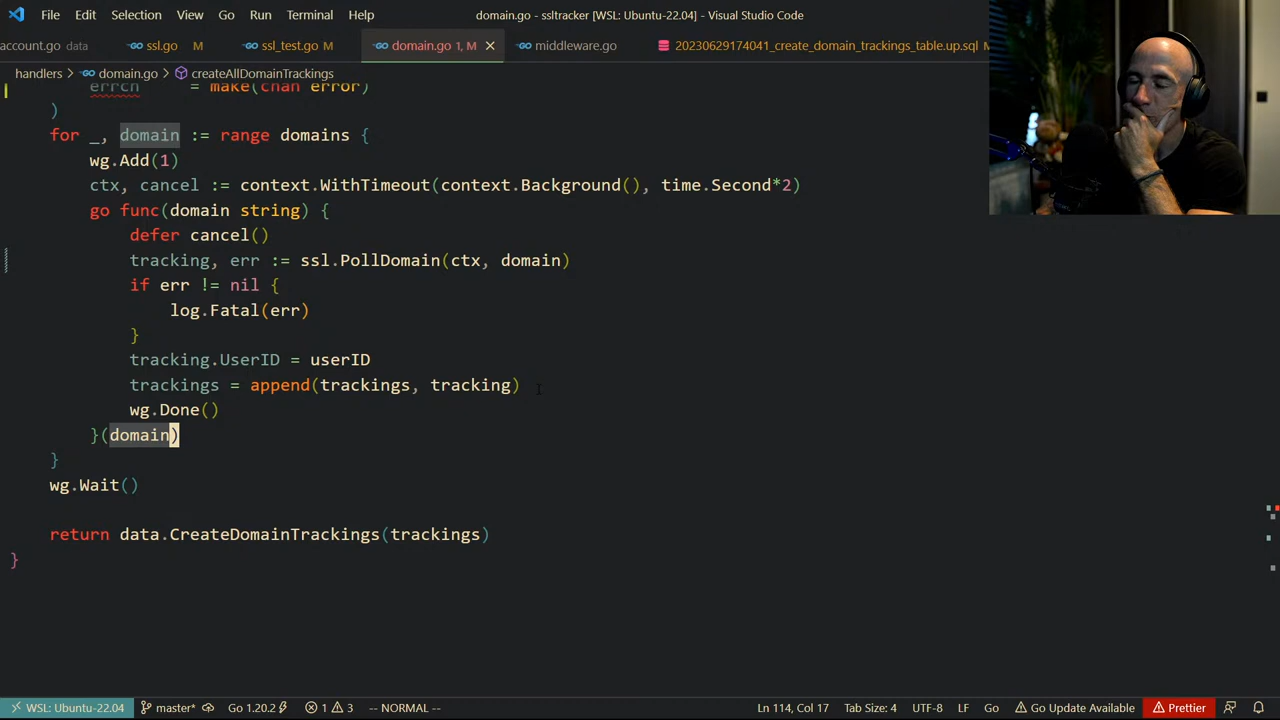 File Edit Selection View Go Run Terminal Help
domain.go - ssltracker [WSL: Ubuntu-22.04] - Visual Studio Code
account.go data
ssl.go M
ssl_test.go M
domain.go 1, M
middleware.go
20230629174041_create_domain_trackings_table.up.sql M
handlers > domain.go > createAllDomainTrackings
errch = make(chan error)
)
for _, domain := range domains {
wg.Add(1)
ctx, cancel := context.WithTimeout(context.Background(), time.Second*2)
go func(domain string) {
defer cancel()
tracking, err := ssl.PollDomain(ctx, domain)
if err != nil {
log.Fatal(err)
}
tracking.UserID = userID
trackings = append(trackings, tracking)
wg.Done()
}(domain)
}
wg.Wait()
return data.CreateDomainTrackings(trackings)
}
WSL: Ubuntu-22.04 master* Go 1.20.2 1 3 -- NORMAL -- Ln 114, Col 17 Tab Size: 4 UTF-8 LF Go Go Update Available Prettier